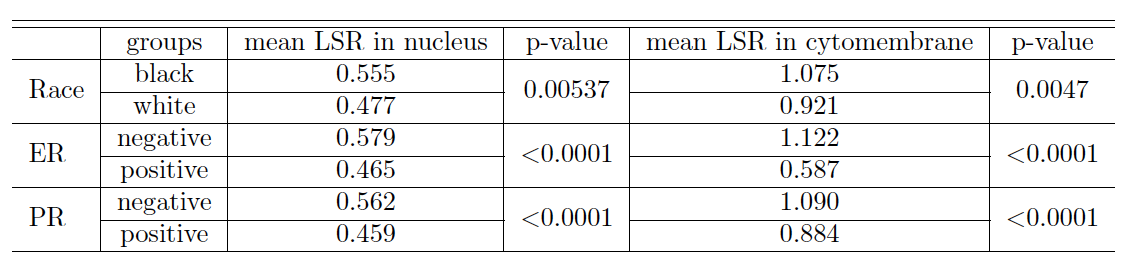 groups mean LSR in nucleus p-value mean LSR in cytomembrane p-value
Race black 0.555 0.00537 1.075 0.0047
white 0.477 0.921
ER negative 0.579 <0.0001 1.122 <0.0001
positive 0.465 0.587
PR negative 0.562 <0.0001 1.090 <0.0001
positive 0.459 0.884